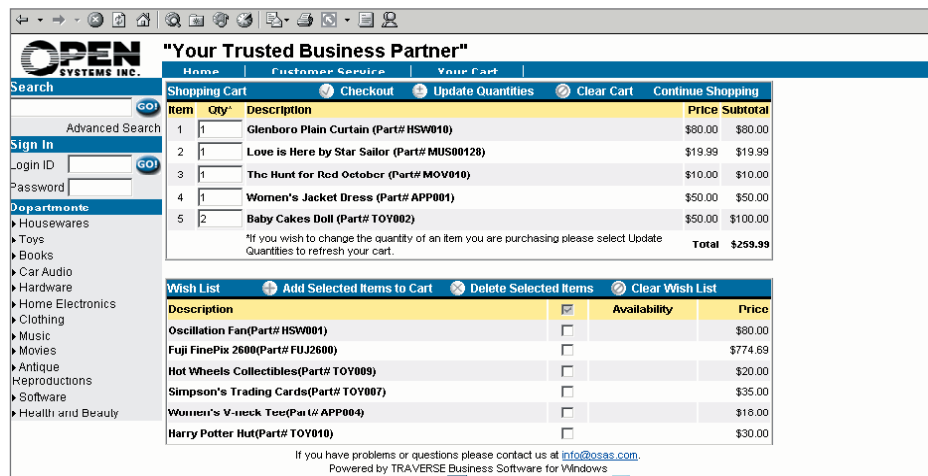 OPEN
SYSTEMS INC.
"Your Trusted Business Partner"
Home Customer Service Your Cart
Search
GO!
Advanced Search
Sign In
Login ID GO!
Password
Departments
Housewares
Toys
Books
Car Audio
Hardware
Home Electronics
Clothing
Music
Movies
Antique
Reproductions
Software
Health and Beauty
Shopping Cart Checkout Update Quantities Clear Cart Continue Shopping
Item Qty* Description Price Subtotal
1 1 Glenboro Plain Curtain (Part# HSW010) $80.00 $80.00
2 1 Love is Here by Star Sailor (Part# MUS00128) $19.99 $19.99
3 1 The Hunt for Red October (Part# MOV010) $10.00 $10.00
4 1 Women's Jacket Dress (Part# APP001) $50.00 $50.00
5 2 Baby Cakes Doll (Part# TOY002) $50.00 $100.00
*If you wish to change the quantity of an item you are purchasing please select Update
Quantities to refresh your cart.
Total $259.99
Wish List Add Selected Items to Cart Delete Selected Items Clear Wish List
Description Availability Price
Oscillation Fan(Part# HSW001) $80.00
Fuji FinePix 2600(Part# FUJ2600) $774.69
Hot Wheels Collectibles(Part# TOY009) $20.00
Simpson's Trading Cards(Part# TOY007) $35.00
Women's V-neck Tee(Part# APP004) $18.00
Harry Potter Hut(Part# TOY010) $30.00
If you have problems or questions please contact us at info@osas.com.
Powered by TRAVERSE Business Software for Windows